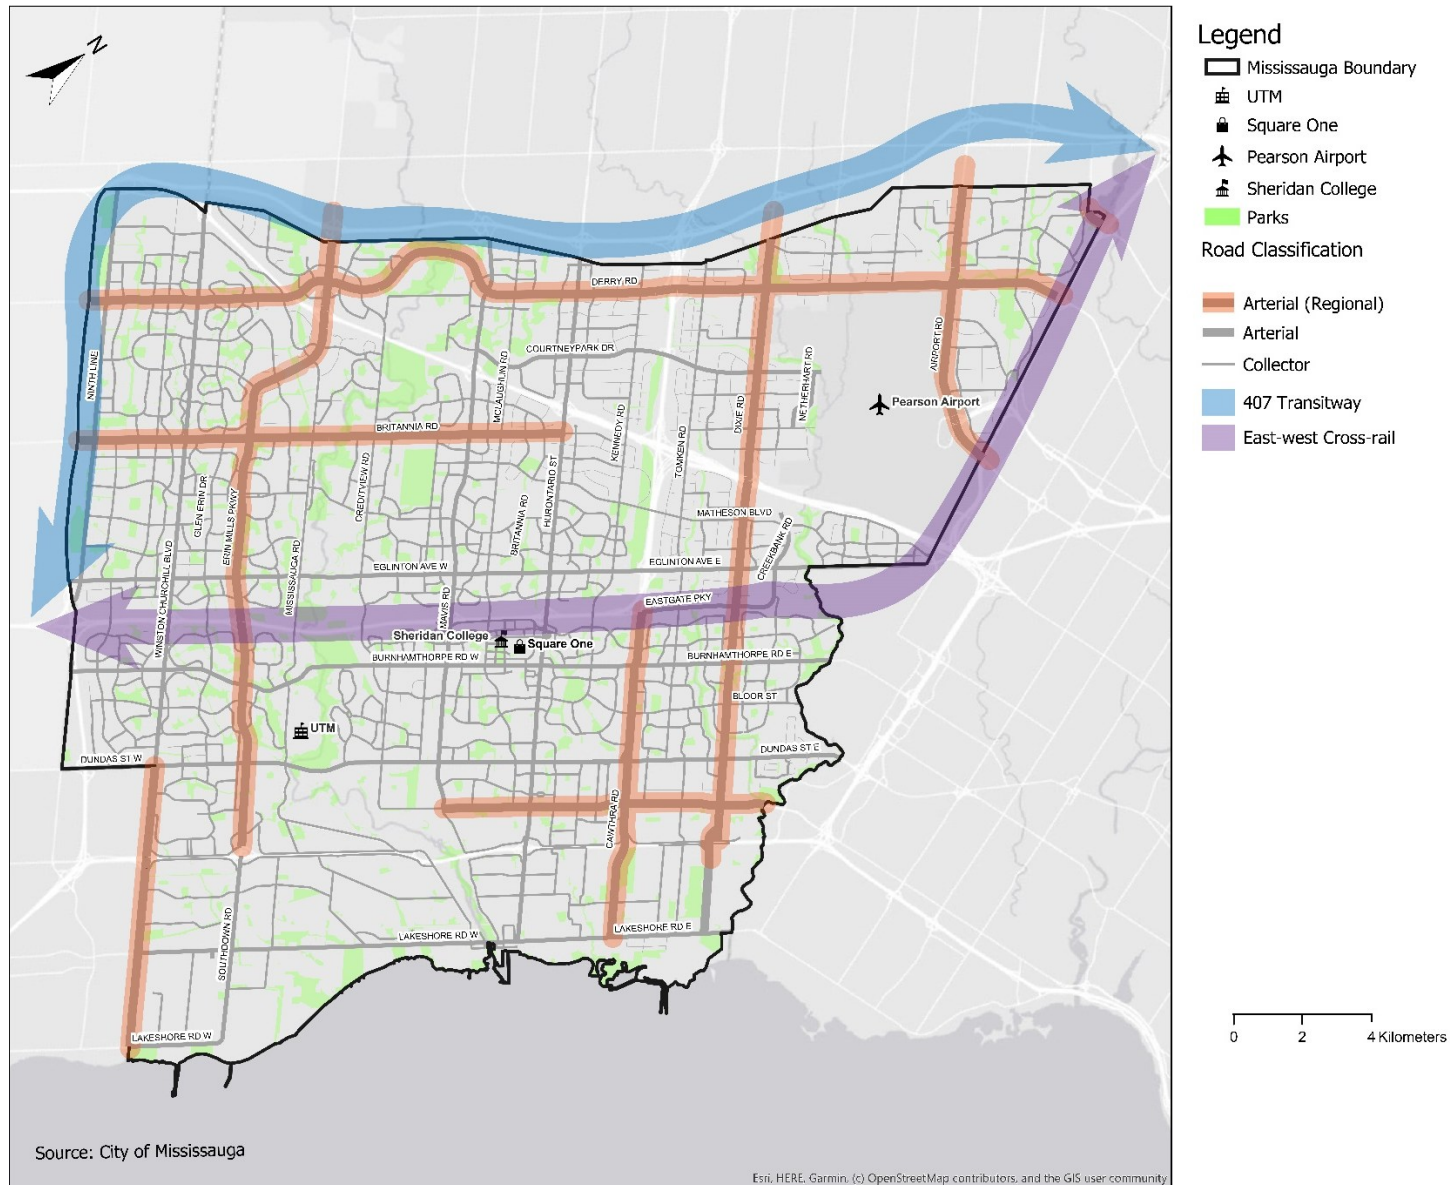 N
DERRY RD
COURTNEYPARK DR
NINTH LINE
MCLAUGHLIN RD
NETHERHART RD
AIRPORT RD
Pearson Airport
DIXIE RD
KENNEDY RD
TOMKEN RD
BRITANNIA RD
GLEN ERIN DR
CREDITVIEW RD
HURONTARIO ST
BRITANNIA RD
ERIN MILLS PKWY
MATHESON BLVD
CREEKBANK RD
WINSTON CHURCHILL BLVD
MISSISSAUGA RD
EGLINTON AVE W
EGLINTON AVE E
MAVIS RD
EASTGATE PKY
Sheridan College
Square One
BURNHAMTHORPE RD W
BURNHAMTHORPE RD E
BLOOR ST
UTM
DUNDAS ST W
DUNDAS ST E
CAWTHRA RD
SOUTHDOWN RD
LAKESHORE RD W
LAKESHORE RD E
LAKESHORE RD W
Source: City of Mississauga
Esri, HERE, Garmin, (c) OpenStreetMap contributors, and the GIS user community
Legend
Mississauga Boundary
UTM
Square One
Pearson Airport
Sheridan College
Parks
Road Classification
Arterial (Regional)
Arterial
Collector
407 Transitway
East-west Cross-rail
0 2 4 Kilometers